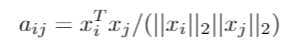 a_{ij} = x_i^T x_j / (||x_i||_2 ||x_j||_2)